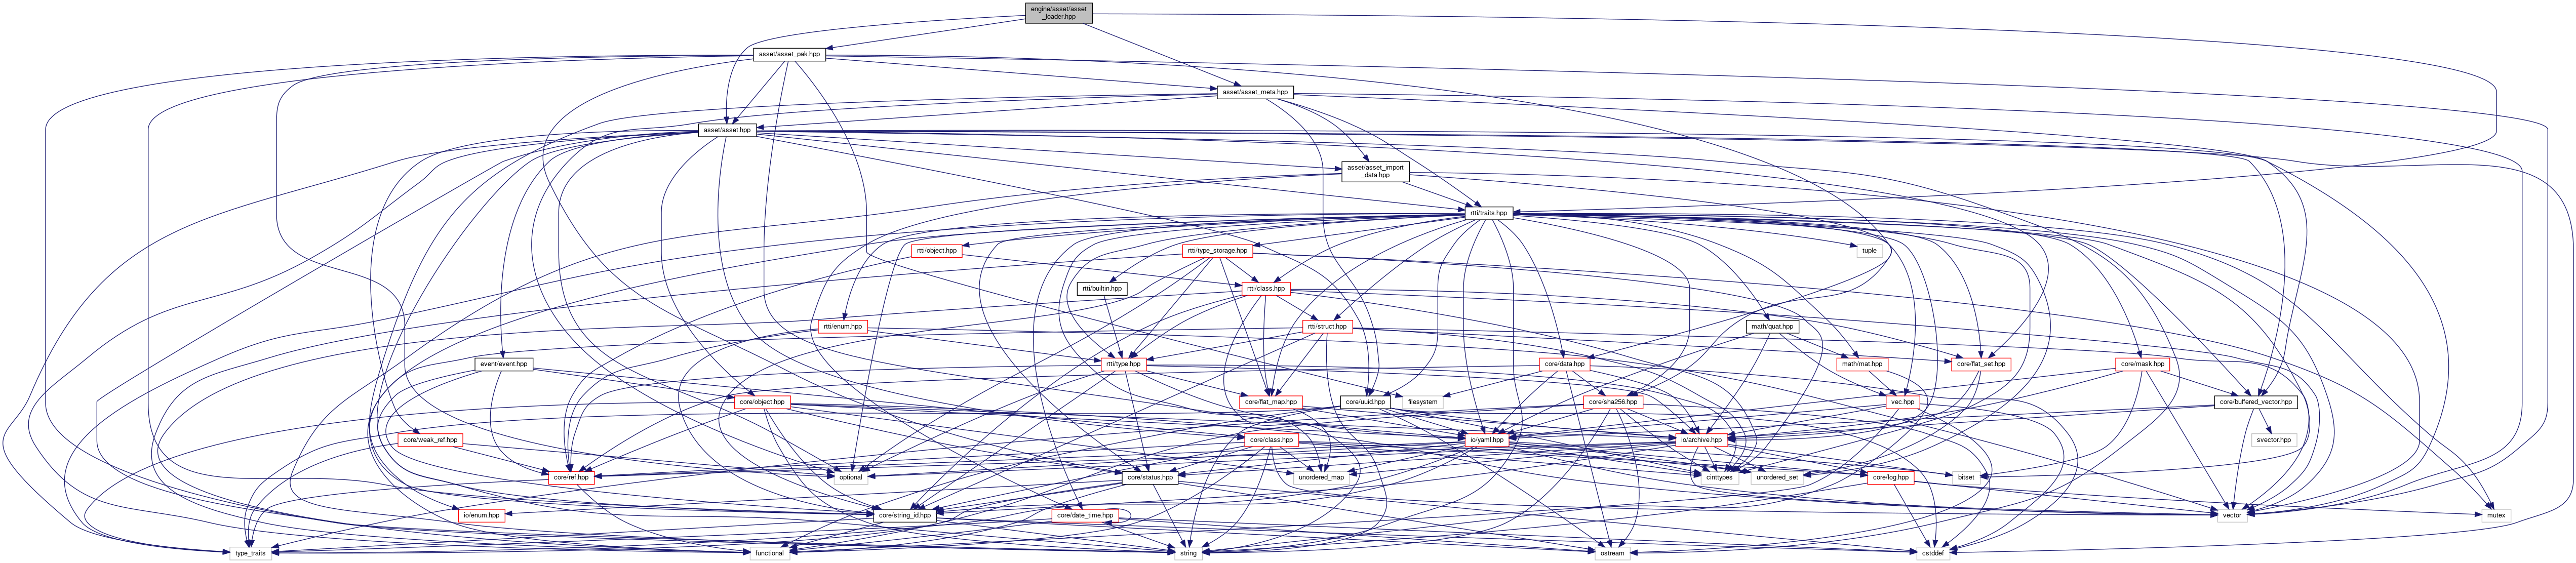 engine/asset/asset
_loader.hpp
asset/asset_pak.hpp
asset/asset_meta.hpp
asset/asset.hpp
asset/asset_import
_data.hpp
rtti/traits.hpp
rtti/object.hpp
rtti/type_storage.hpp
tuple
rtti/builtin.hpp
rtti/class.hpp
rtti/enum.hpp
rtti/struct.hpp
math/quat.hpp
event/event.hpp
rtti/type.hpp
core/data.hpp
math/mat.hpp
core/flat_set.hpp
core/mask.hpp
core/object.hpp
core/flat_map.hpp
core/uuid.hpp
filesystem
core/sha256.hpp
vec.hpp
core/buffered_vector.hpp
core/weak_ref.hpp
core/class.hpp
io/yaml.hpp
io/archive.hpp
svector.hpp
core/ref.hpp
optional
core/status.hpp
unordered_map
cinttypes
unordered_set
core/log.hpp
bitset
io/enum.hpp
core/string_id.hpp
core/date_time.hpp
vector
mutex
type_traits
functional
string
ostream
cstddef